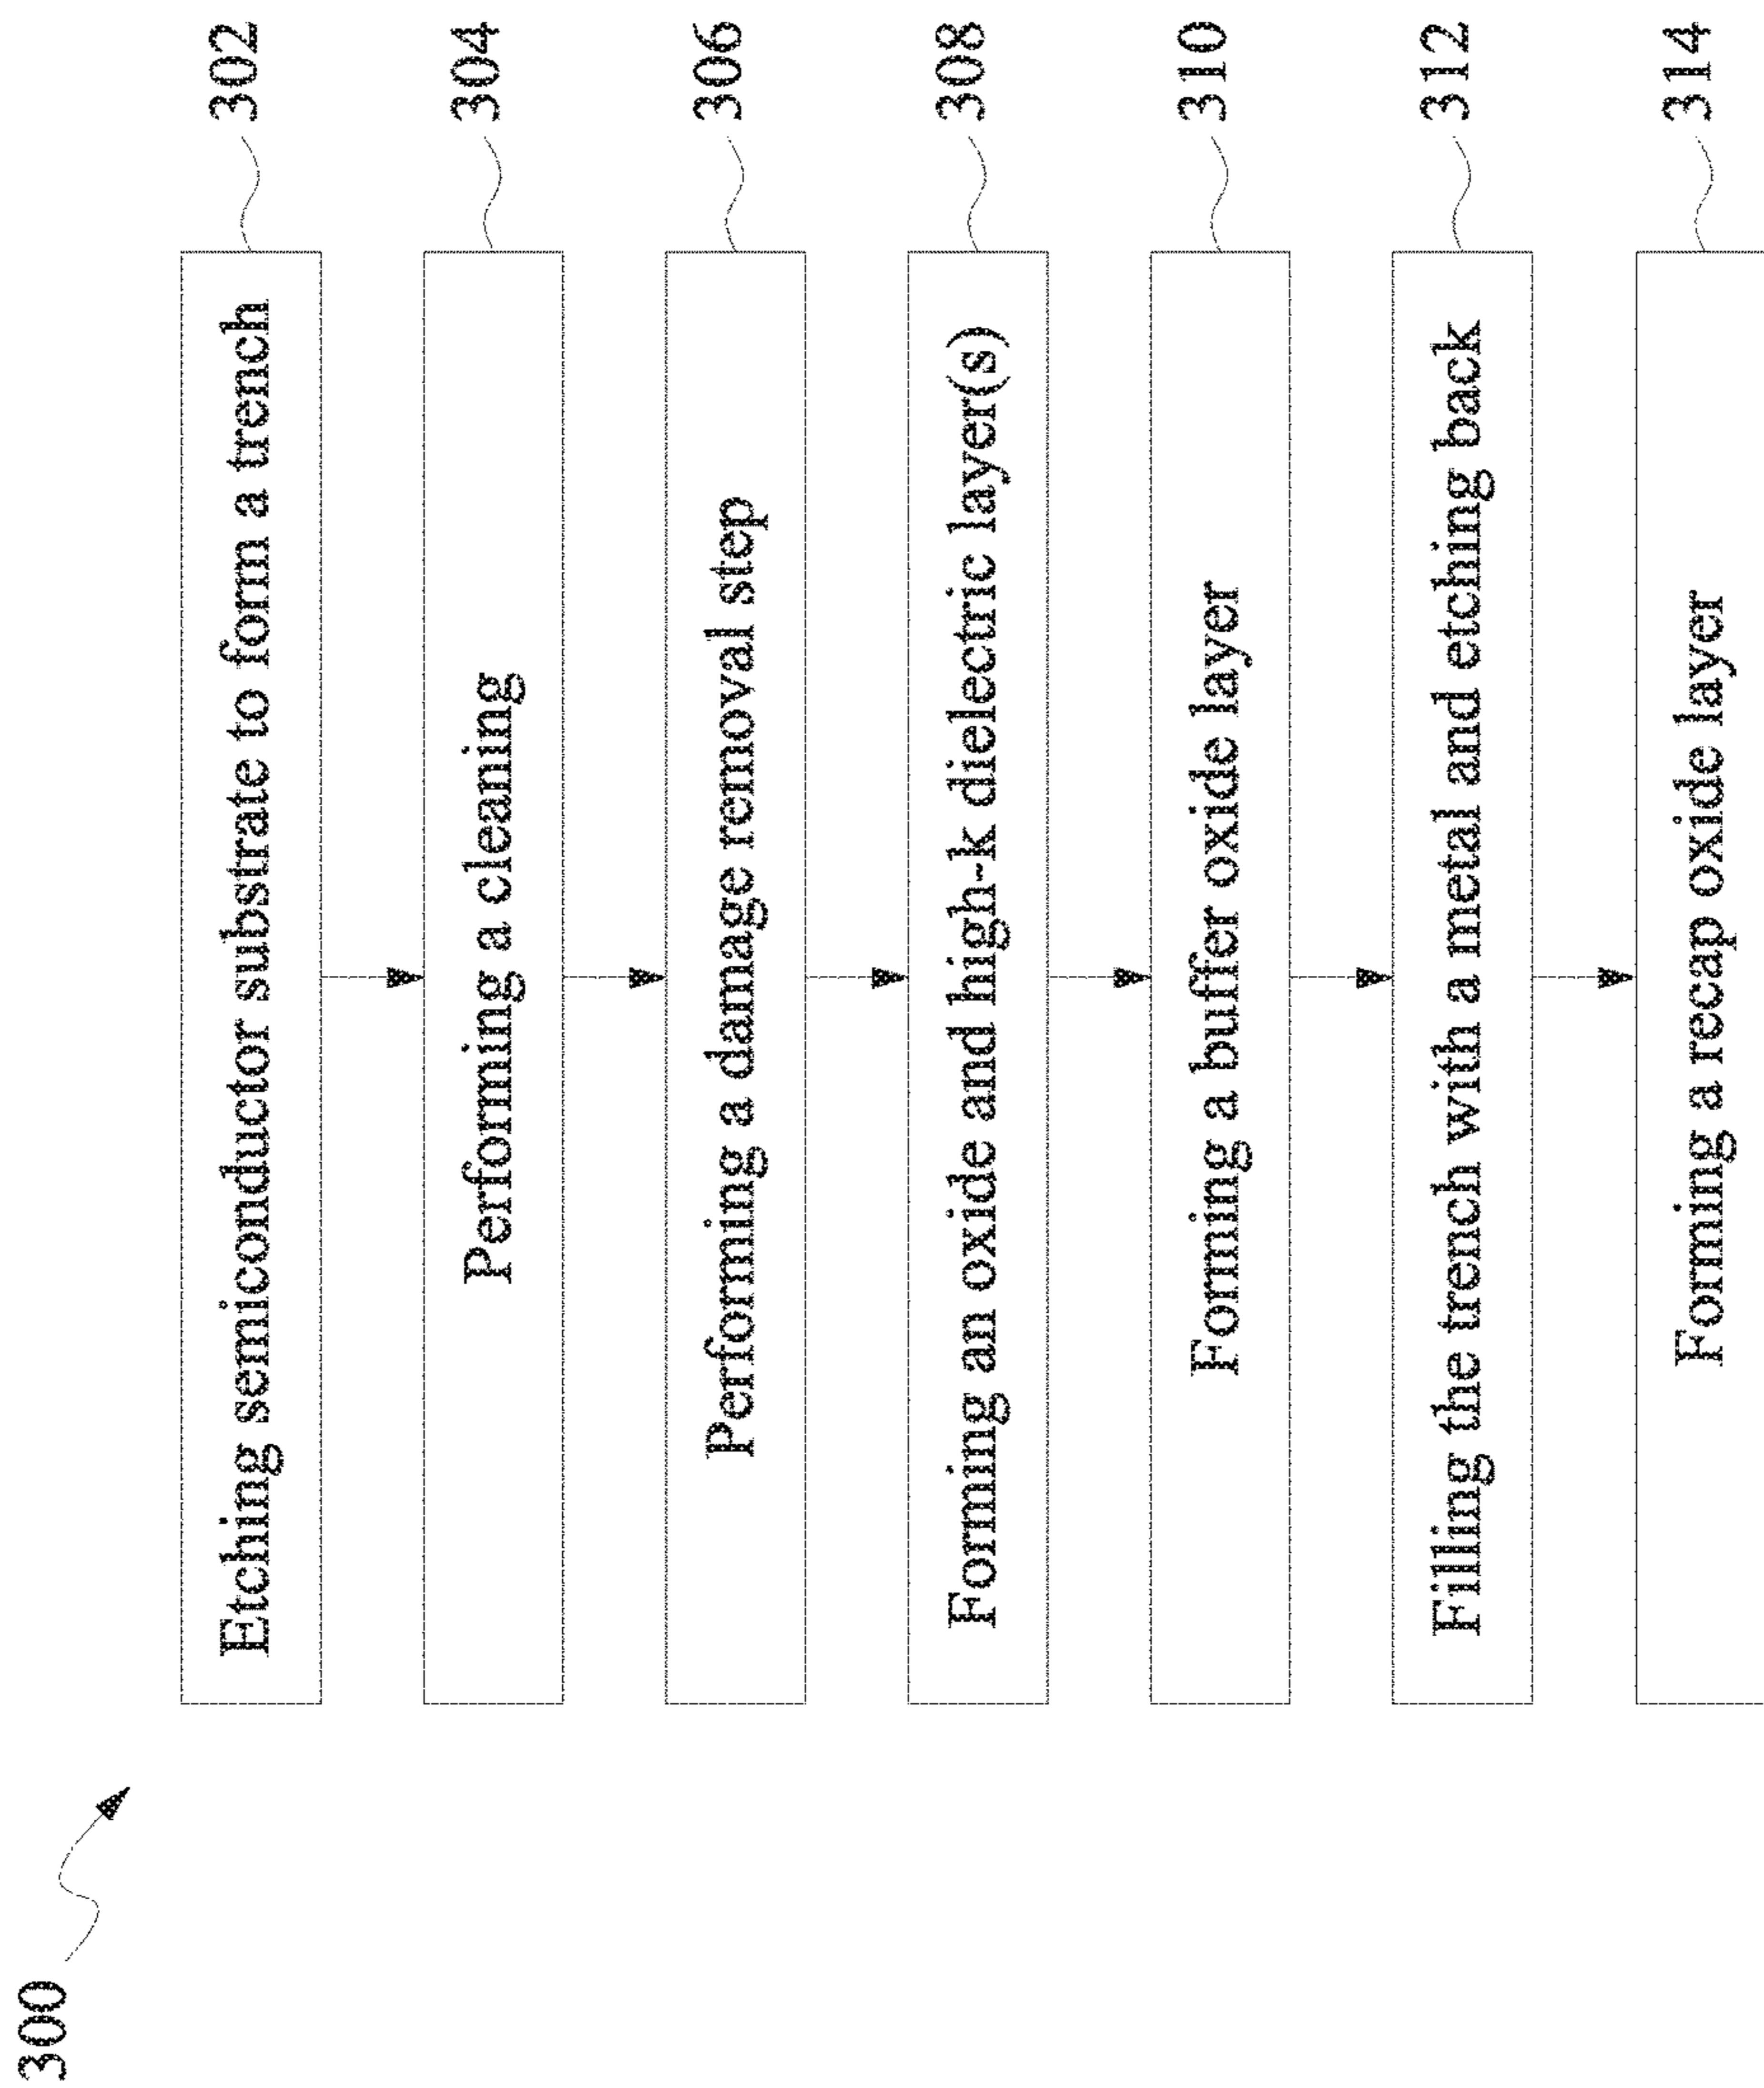 300
Etching semiconductor substrate to form a trench
302
Performing a cleaning
304
Performing a damage removal step
306
Forming an oxide and high-k dielectric layer(s)
308
Forming a buffer oxide layer
310
Filling the trench with a metal and etching back
312
Forming a recap oxide layer
314